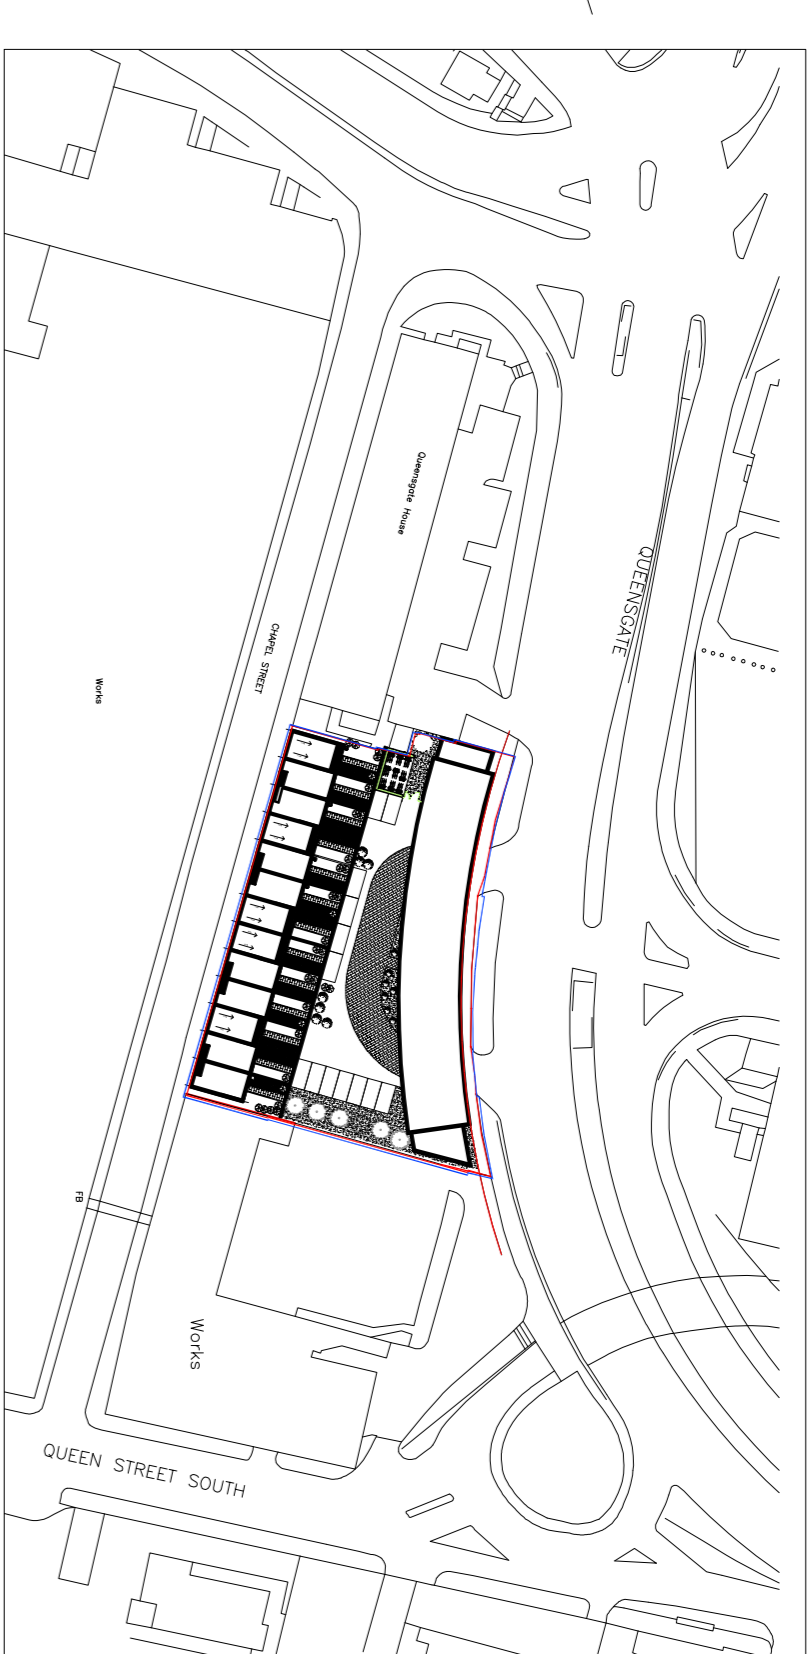 Queensgate House
QUEENSGATE
CHAPEL STREET
Works
FB
Works
QUEEN STREET SOUTH